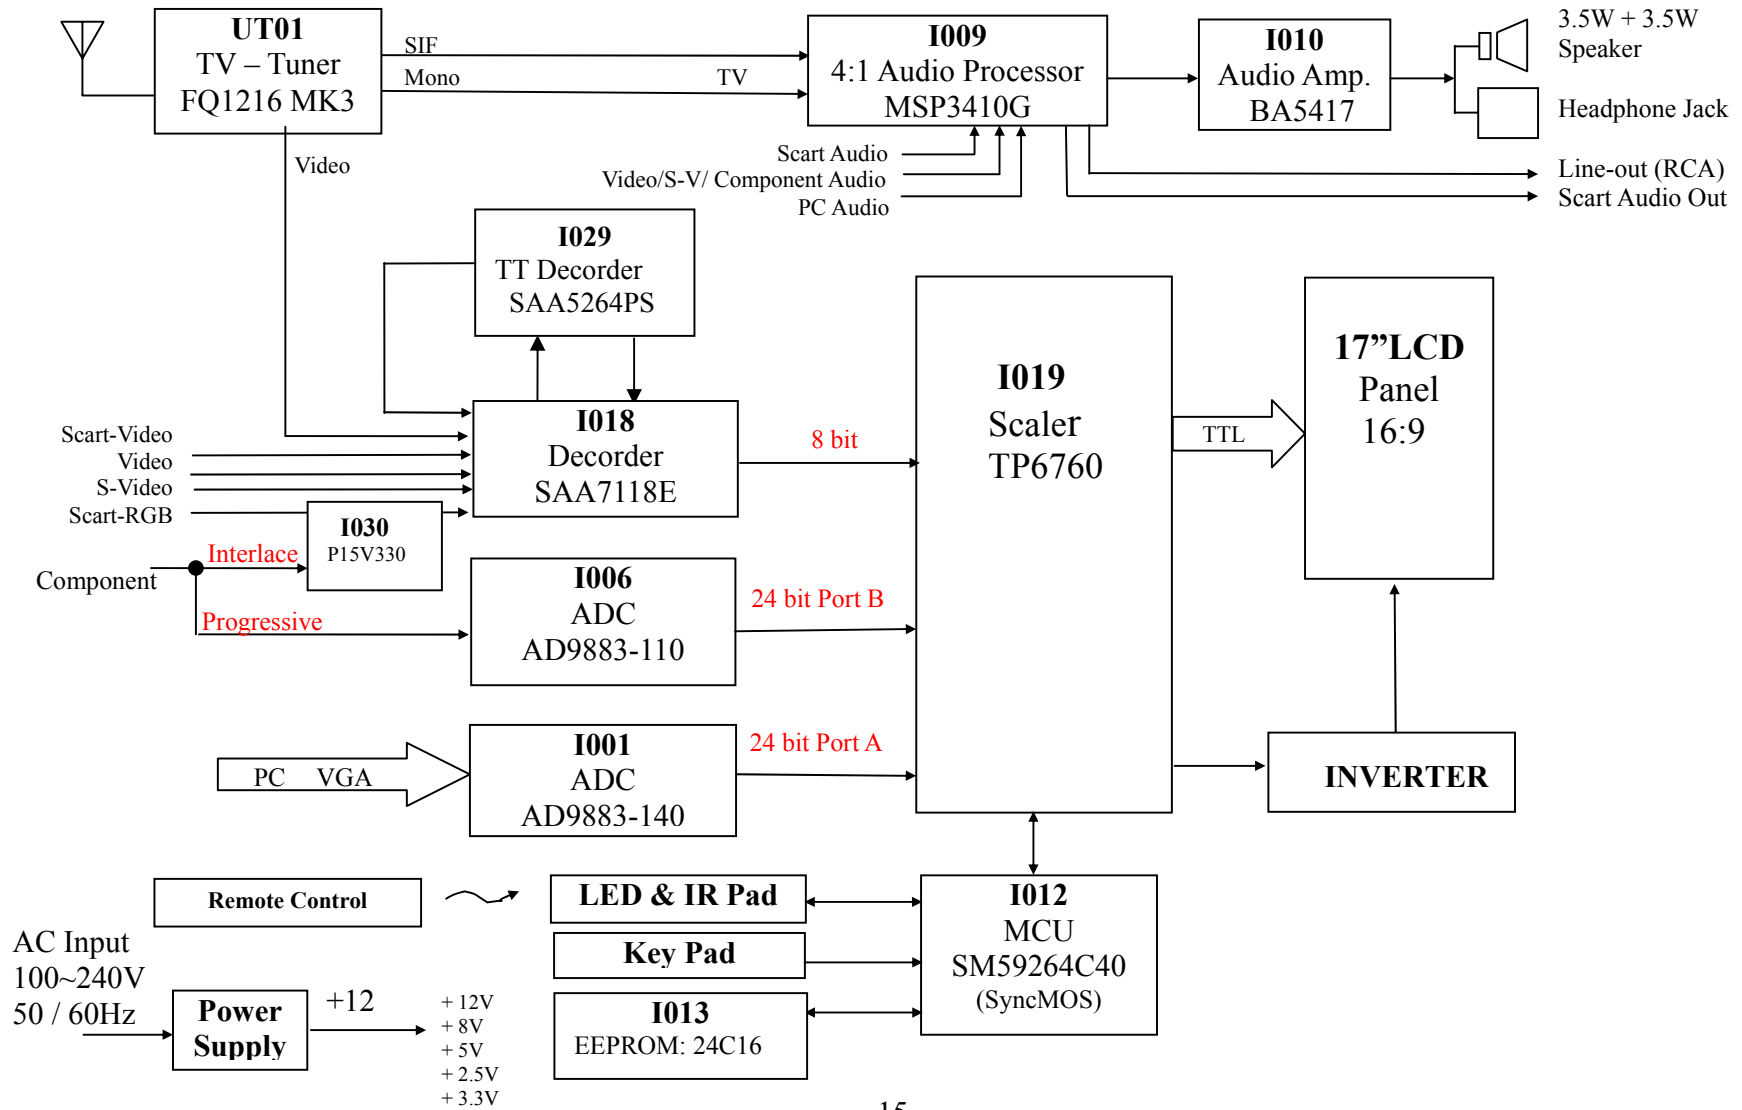 UT01
TV – Tuner
FQ1216 MK3
SIF
Mono
TV
I009
4:1 Audio Processor
MSP3410G
I010
Audio Amp.
BA5417
3.5W + 3.5W
Speaker
Headphone Jack
Video
Scart Audio
Video/S-V/ Component Audio
PC Audio
Line-out (RCA)
Scart Audio Out
I029
TT Decorder
SAA5264PS
I018
Decorder
SAA7118E
Scart-Video
Video
S-Video
Scart-RGB
8 bit
I019
Scaler
TP6760
TTL
17”LCD
Panel
16:9
I030
P15V330
Interlace
Component
Progressive
I006
ADC
AD9883-110
24 bit Port B
PC VGA
I001
ADC
AD9883-140
24 bit Port A
INVERTER
Remote Control
LED & IR Pad
Key Pad
I013
EEPROM: 24C16
I012
MCU
SM59264C40
(SyncMOS)
AC Input
100~240V
50 / 60Hz
Power
Supply
+12
+ 12V
+ 8V
+ 5V
+ 2.5V
+ 3.3V
15